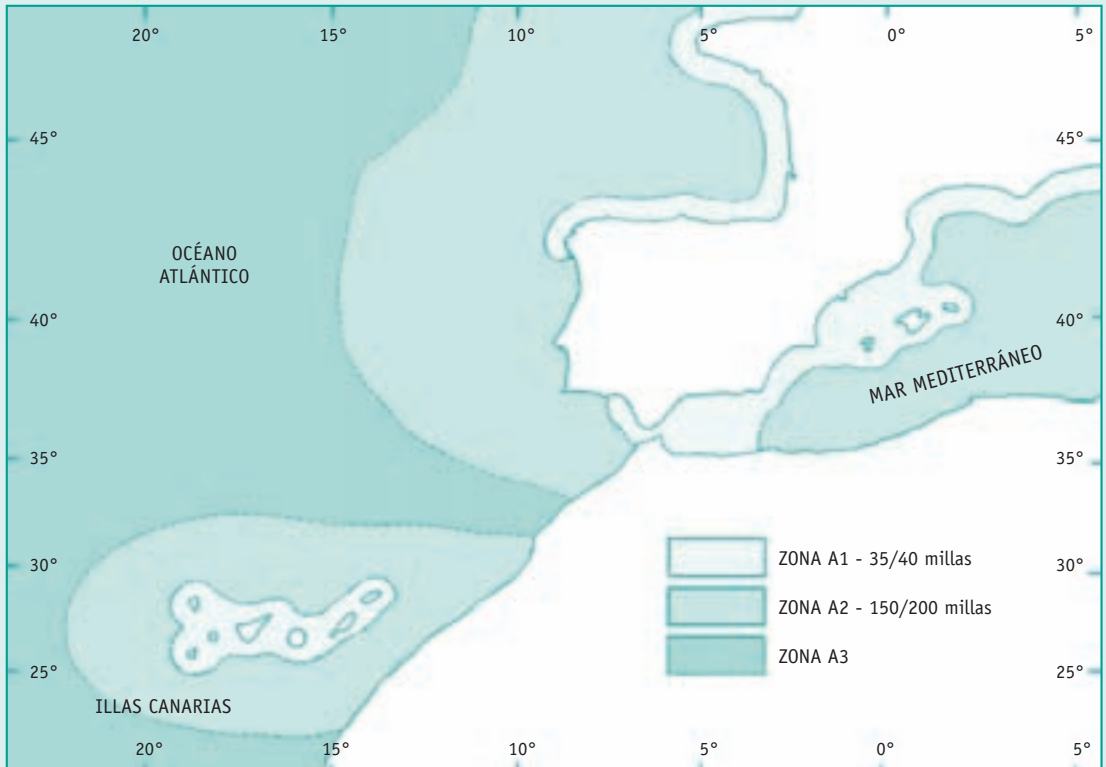 20° 15° 10° 5° 0° 5°
45° 45°
OCÉANO
ATLÁNTICO
40° 40°
MAR MEDITERRÁNEO
35° 35°
ZONA A1 - 35/40 millas
30° 30°
ZONA A2 - 150/200 millas
ZONA A3
25° 25°
ILLAS CANARIAS
20° 15° 10° 5° 0° 5°